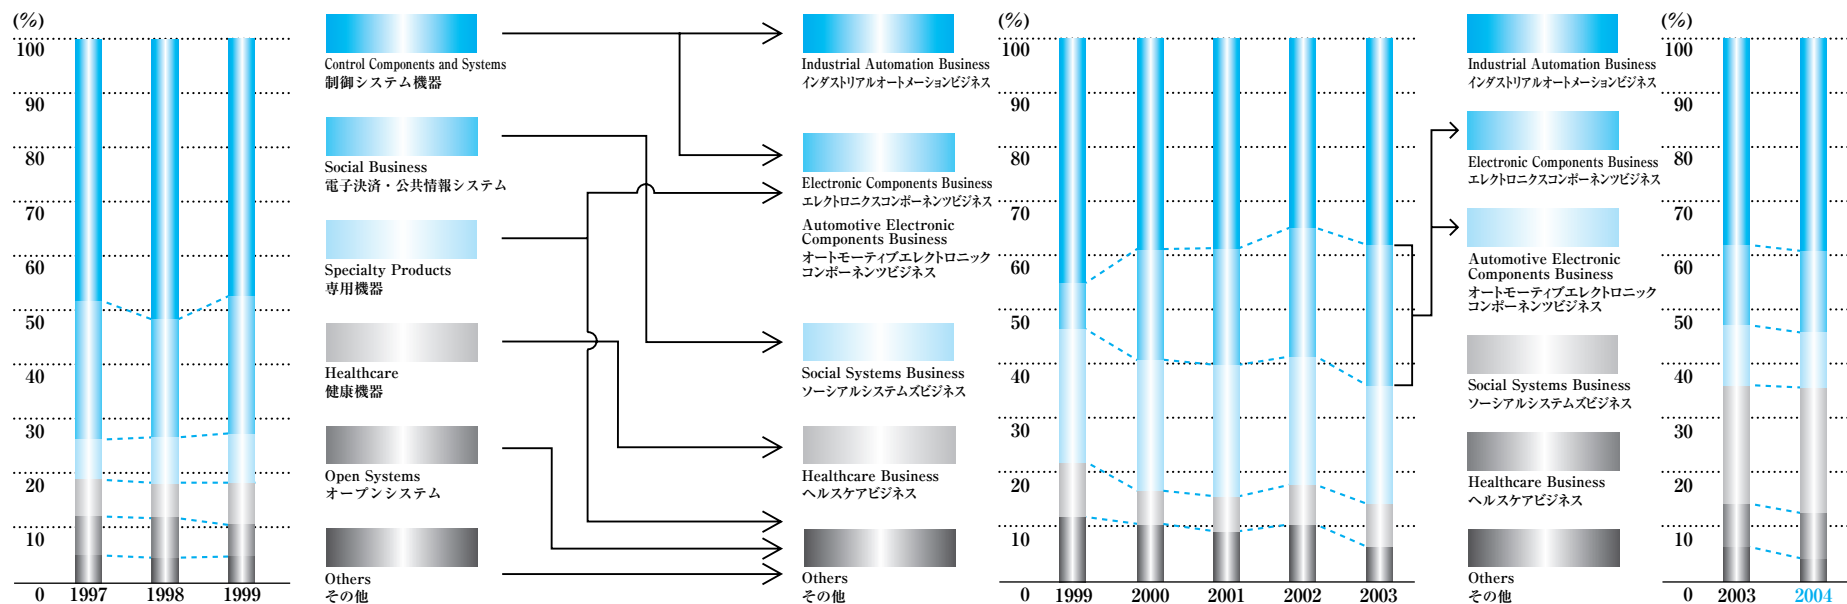 (%)
100
90
80
70
60
50
40
30
20
10
0
1997
1998
1999
Control Components and Systems
制御システム機器
Social Business
電子決済・公共情報システム
Specialty Products
専用機器
Healthcare
健康機器
Open Systems
オープンシステム
Others
その他
Industrial Automation Business
インダストリアルオートメーションビジネス
Electronic Components Business
エレクトロニクスコンポーネンツビジネス
Automotive Electronic
Components Business
オートモーティブエレクトロニック
コンポーネンツビジネス
Social Systems Business
ソーシアルシステムズビジネス
Healthcare Business
ヘルスケアビジネス
Others
その他
(%)
100
90
80
70
60
50
40
30
20
10
0
1999
2000
2001
2002
2003
Industrial Automation Business
インダストリアルオートメーションビジネス
Electronic Components Business
エレクトロニクスコンポーネンツビジネス
Automotive Electronic
Components Business
オートモーティブエレクトロニック
コンポーネンツビジネス
Social Systems Business
ソーシアルシステムズビジネス
Healthcare Business
ヘルスケアビジネス
Others
その他
(%)
100
90
80
70
60
50
40
30
20
10
0
2003
2004